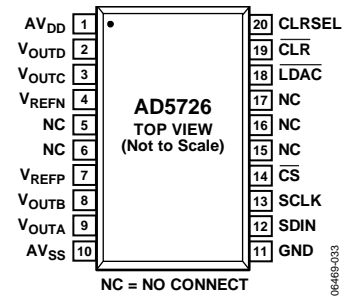 AVDD 1
VOUTD 2
VOUTC 3
VREFN 4
NC 5
NC 6
VREFP 7
VOUTB 8
VOUTA 9
AVSS 10
AD5726
TOP VIEW
(Not to Scale)
20 CLRSEL
19 CLR
18 LDAC
17 NC
16 NC
15 NC
14 CS
13 SCLK
12 SDIN
11 GND
NC = NO CONNECT
06469-033